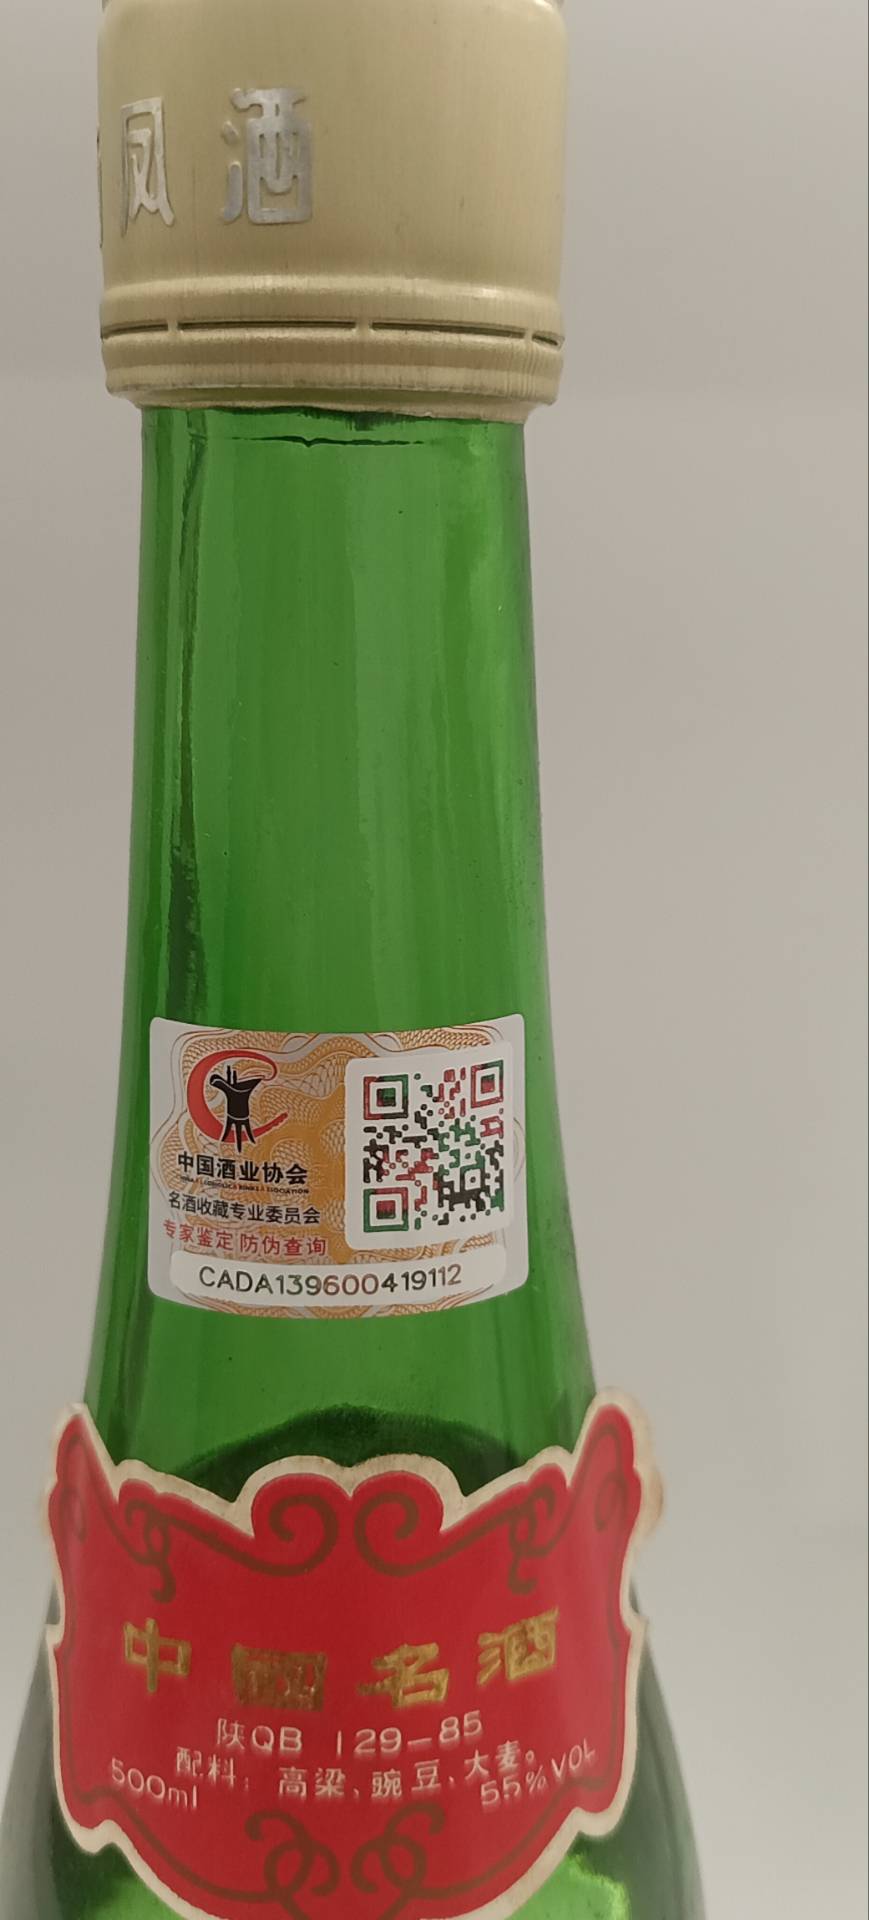 凤酒
中国酒业协会
名酒收藏专业委员会
专家鉴定 防伪查询
CADA139600419112
中國名酒
陕QB 129-85
配料：高梁、豌豆、大麦。
500ml
55%VOL